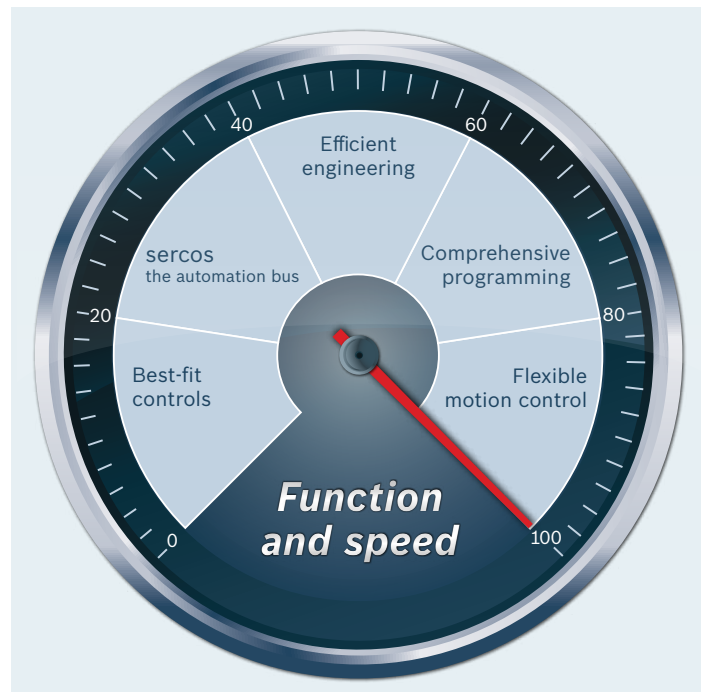 40
60
Efficient
engineering
sercos
the automation bus
Comprehensive
programming
20
80
Best-fit
controls
Flexible
motion control
Function
and speed
0
100